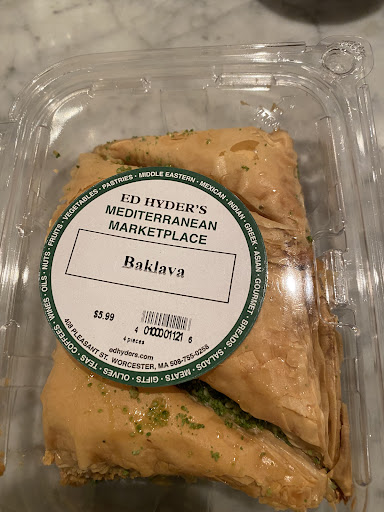 MIDDLE EASTERN • MEXICAN • INDIAN • GREEK • ASIAN • GOURMET • BREADS • SALADS • MEATS • GIFTS • OLIVES • TEAS • COFFEES • WINES • OILS • NUTS • FRUITS • VEGETABLES • PASTRIES •
ED HYDER'S
MEDITERRANEAN
MARKETPLACE
Baklava
$5.99
4 01000 01121 6
4 pieces
edhyders.com
408 PLEASANT ST. WORCESTER, MA 508-755-0258